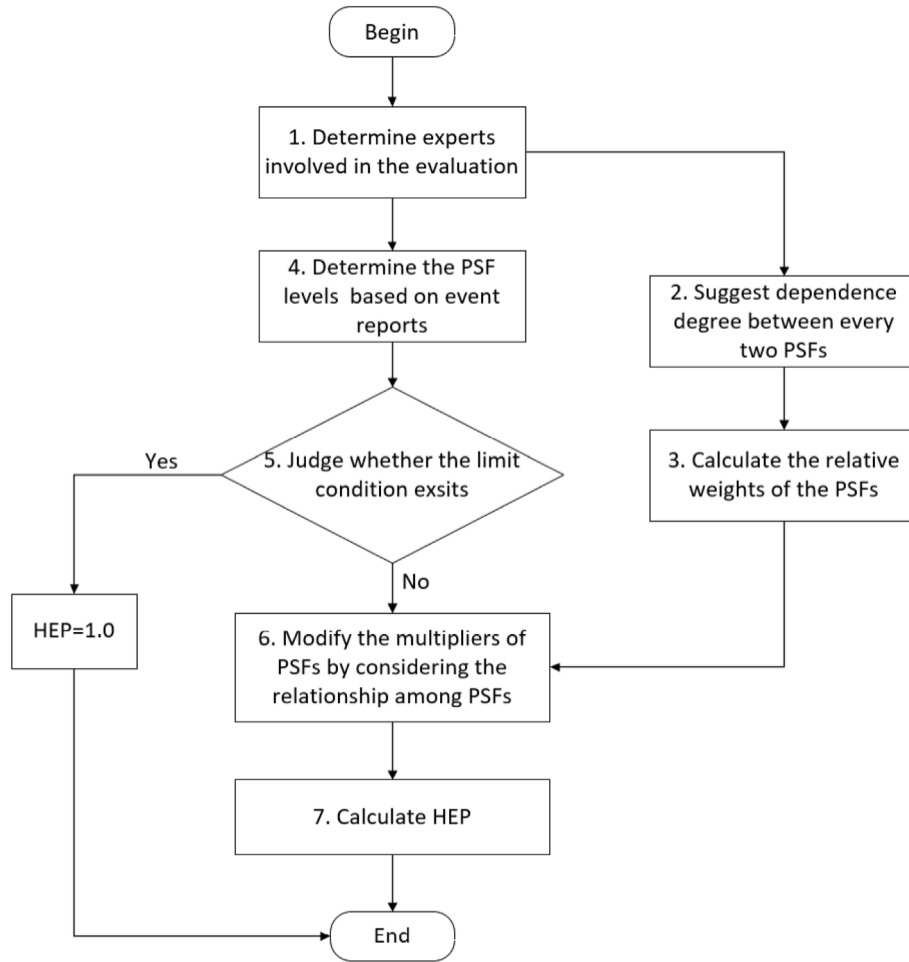 Begin
1. Determine experts
involved in the evaluation
4. Determine the PSF
levels based on event
reports
2. Suggest dependence
degree between every
two PSFs
Yes
5. Judge whether the limit
condition exsits
3. Calculate the relative
weights of the PSFs
No
HEP=1.0
6. Modify the multipliers of
PSFs by considering the
relationship among PSFs
7. Calculate HEP
End